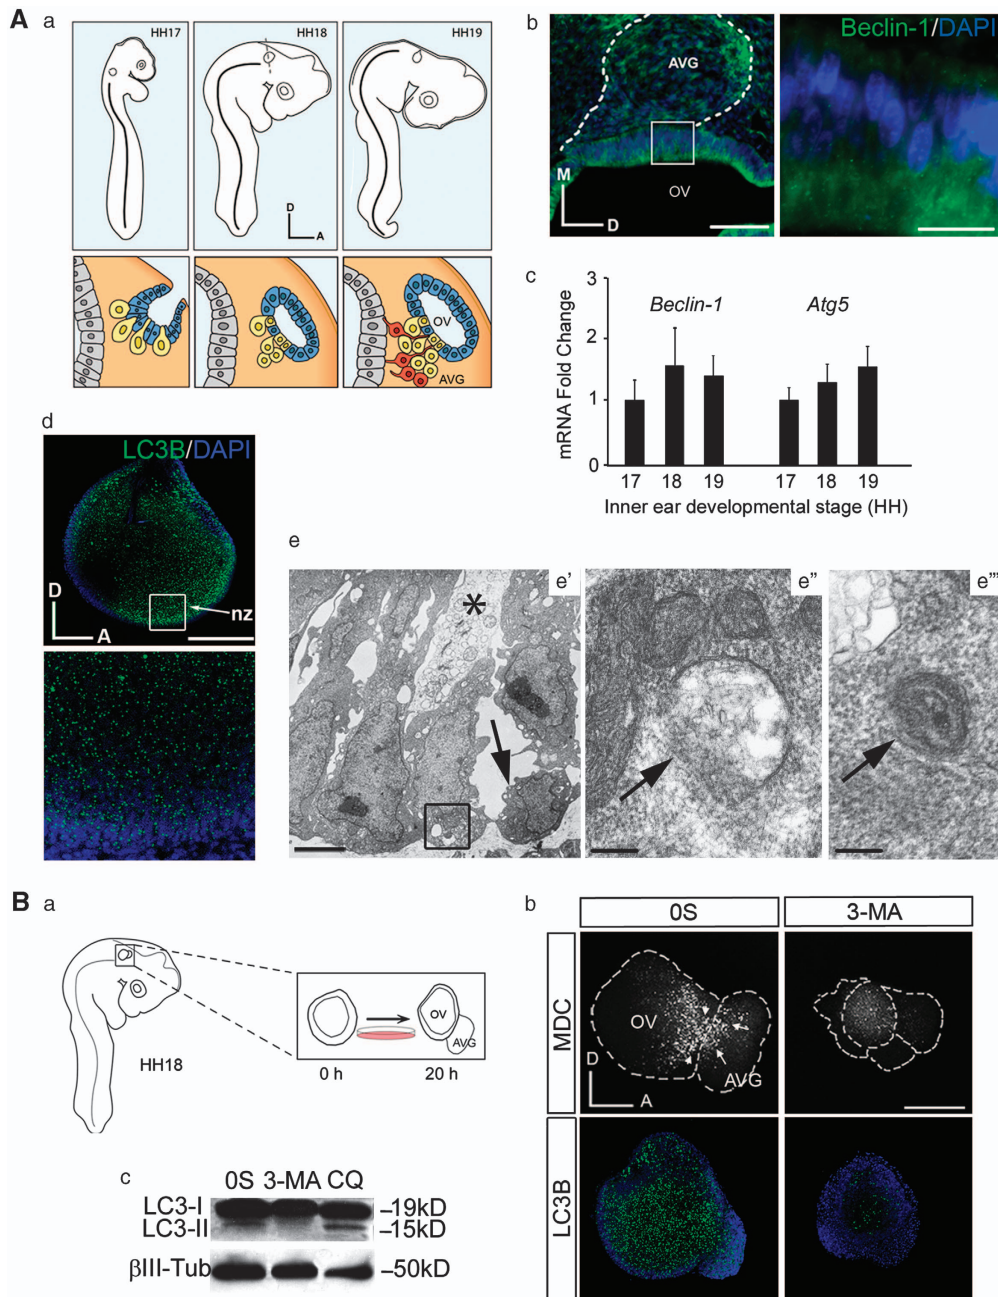 A
a
HH17
HH18
HH19
D
A
OV
AVG
b
AVG
M
D
OV
Beclin-1/DAPI
c
mRNA Fold Change
3
2
1
0
Beclin-1
Atg5
17
18
19
17
18
19
Inner ear developmental stage (HH)
d
LC3B/DAPI
D
A
nz
e
e'
*
e''
e'''
B
a
HH18
OV
AVG
0 h
20 h
b
0S
3-MA
MDC
OV
AVG
D
A
LC3B
c
0S 3-MA CQ
LC3-I
–19kD
LC3-II
–15kD
βIII-Tub
–50kD